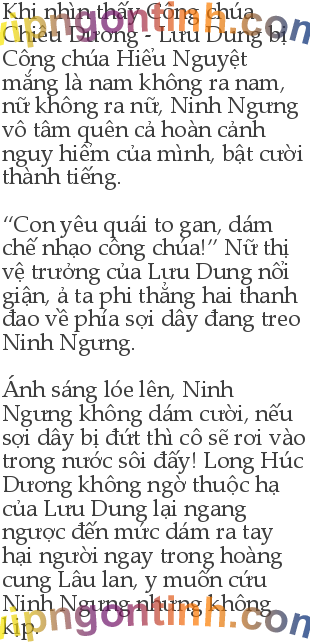 Khi nhìn thấy Công chúa
Chiêu Dương - Lưu Dung bị
Công chúa Hiểu Nguyệt
mắng là nam không ra nam,
nữ không ra nữ, Ninh Ngưng
vô tâm quên cả hoàn cảnh
nguy hiểm của mình, bật cười
thành tiếng.

“Con yêu quái to gan, dám
chế nhạo công chúa!” Nữ thị
vệ trưởng của Lưu Dung nổi
giận, ả ta phi thẳng hai thanh
đao về phía sợi dây đang treo
Ninh Ngưng.

Ánh sáng lóe lên, Ninh
Ngưng không dám cười, nếu
sợi dây bị đứt thì cô sẽ rơi vào
trong nước sôi đấy! Long Húc
Dương không ngờ thuộc hạ
của Lưu Dung lại ngang
ngược đến mức dám ra tay
hại người ngay trong hoàng
cung Lâu lan, y muốn cứu
Ninh Ngưng nhưng không
kịp.